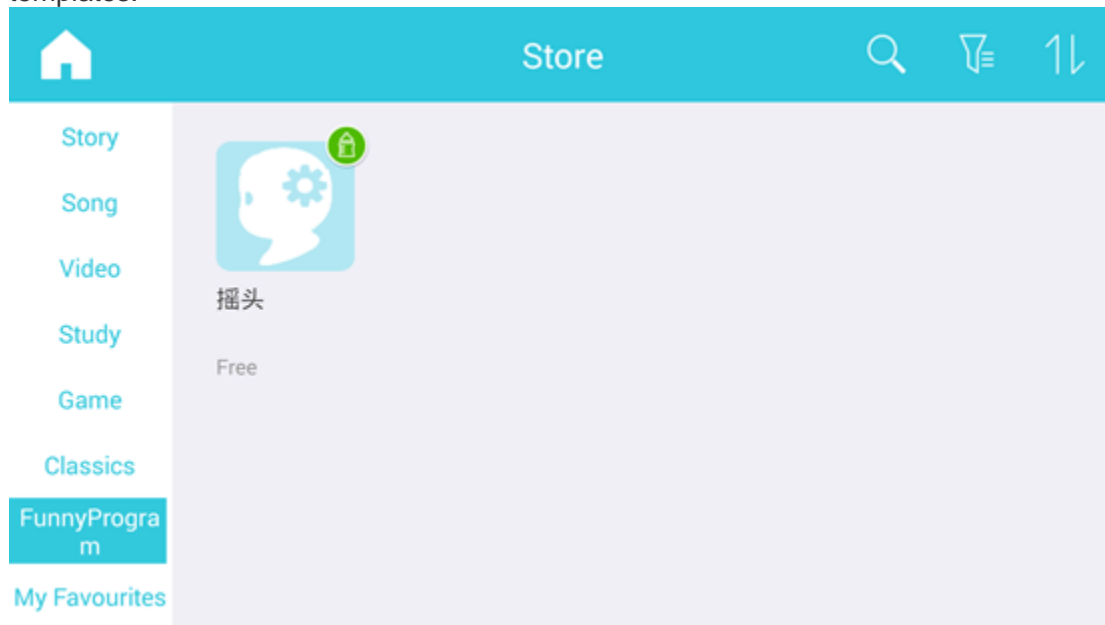 Store
Story
Song
Video
Study
Game
Classics
FunnyProgra
m
My Favourites
摇头
Free